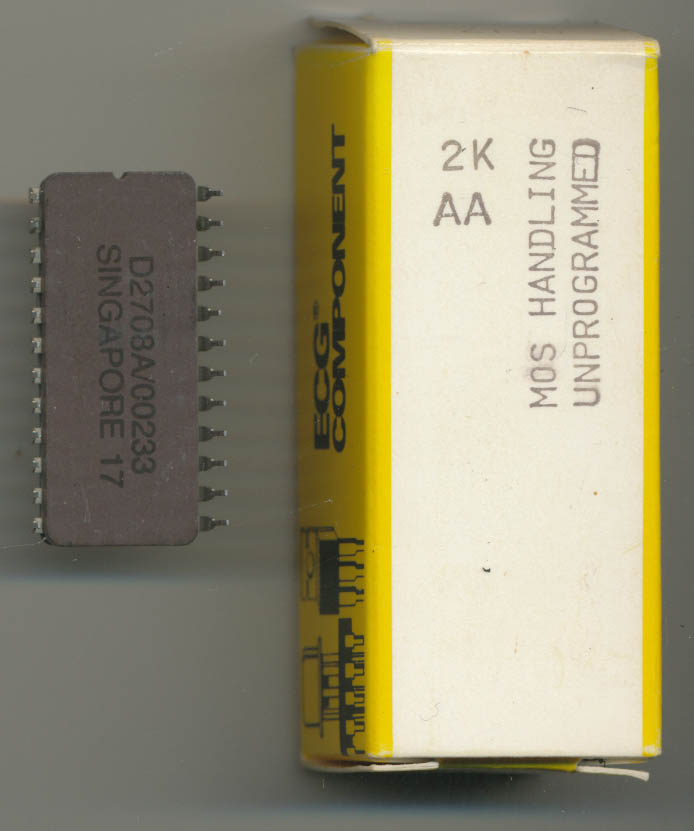 D2708A/00233
SINGAPORE 17
ECG®
COMPONENT
2K
AA
MOS HANDLING
UNPROGRAMMED